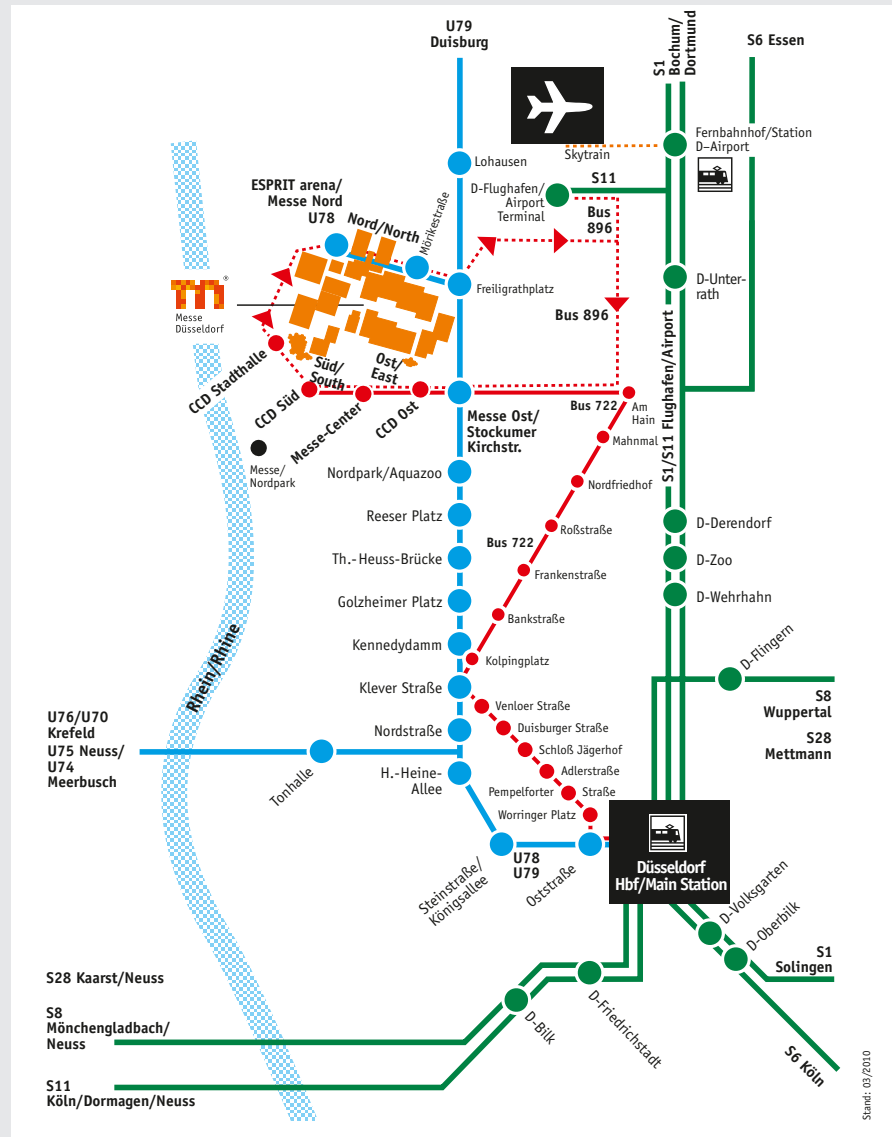 U79
Duisburg
S1
Bochum/
Dortmund
S6 Essen
Fernbahnhof/Station
D–Airport
Skytrain
Lohausen
S11
D-Flughafen/
Airport
Terminal
Bus
896
ESPRIT arena/
Messe Nord
U78
Nord/North
Mörikestraße
Freiligrathplatz
D-Unter-
rath
®
Messe
Düsseldorf
Bus 896
S1/S11 Flughafen/Airport
CCD Stadthalle
Süd/
South
Ost/
East
CCD Süd
Messe-Center
CCD Ost
Messe Ost/
Stockumer
Kirchstr.
Bus 722
Am
Hain
Mahnmal
Messe/
Nordpark
Nordpark/Aquazoo
Nordfriedhof
Reeser Platz
Roßstraße
D-Derendorf
Bus 722
Th.-Heuss-Brücke
D-Zoo
Frankenstraße
Golzheimer Platz
D-Wehrhahn
Bankstraße
Kennedydamm
Kolpingplatz
D-Flingern
Rhein/Rhine
Klever Straße
Venloer Straße
S8
Wuppertal
S28
Mettmann
U76/U70
Krefeld
U75 Neuss/
U74
Meerbusch
Nordstraße
Duisburger Straße
Schloß Jägerhof
Tonhalle
H.-Heine-
Allee
Adlerstraße
Pempelforter Straße
Worringer Platz
Steinstraße/
Königsallee
U78
U79
Oststraße
Düsseldorf
Hbf/Main Station
D-Volksgarten
D-Oberbilk
S1
Solingen
S28 Kaarst/Neuss
S8
Mönchengladbach/
Neuss
D-Bilk
D-Friedrichstadt
S6 Köln
S11
Köln/Dormagen/Neuss
Stand: 03/2010